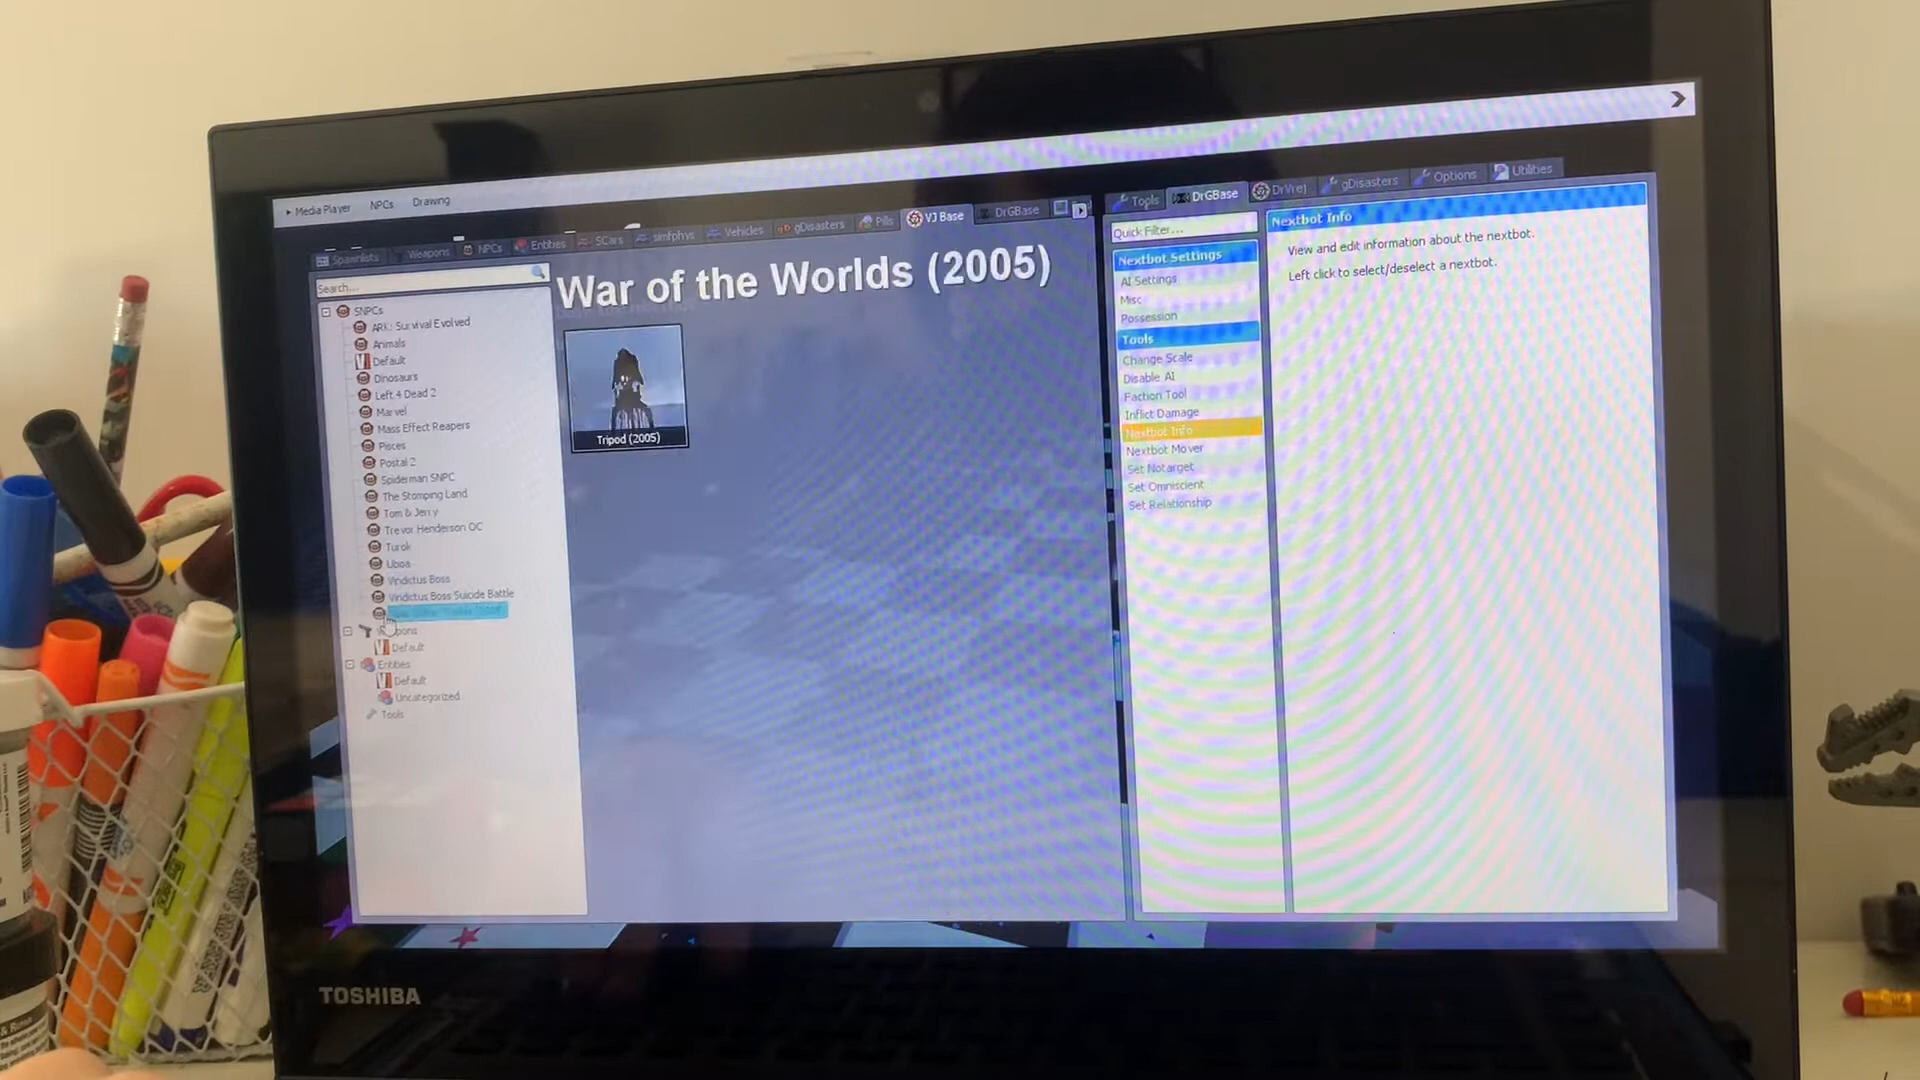 Media Player NPCs Drawing
Spawnlists Weapons NPCs Entities SCars simfphys Vehicles gDisasters Pills VJ Base DrGBase
Search...
SNPCs
ARK: Survival Evolved
Animals
Default
Dinosaurs
Left 4 Dead 2
Marvel
Mass Effect Reapers
Pisces
Postal 2
Spiderman SNPC
The Stomping Land
Tom & Jerry
Trevor Henderson OC
Turok
Uboa
Vindictus Boss
Vindictus Boss Suicide Battle
Weapons
Default
Entities
Default
Uncategorized
Tools
War of the Worlds (2005)
Tripod (2005)
Tools DrGBase DrVrej gDisasters Options Utilities
Quick Filter...
Nextbot Settings
AI Settings
Misc
Possession
Tools
Change Scale
Disable AI
Faction Tool
Inflict Damage
Nextbot Info
Nextbot Mover
Set Notarget
Set Omniscient
Set Relationship
Nextbot Info
View and edit information about the nextbot.
Left click to select/deselect a nextbot.
TOSHIBA